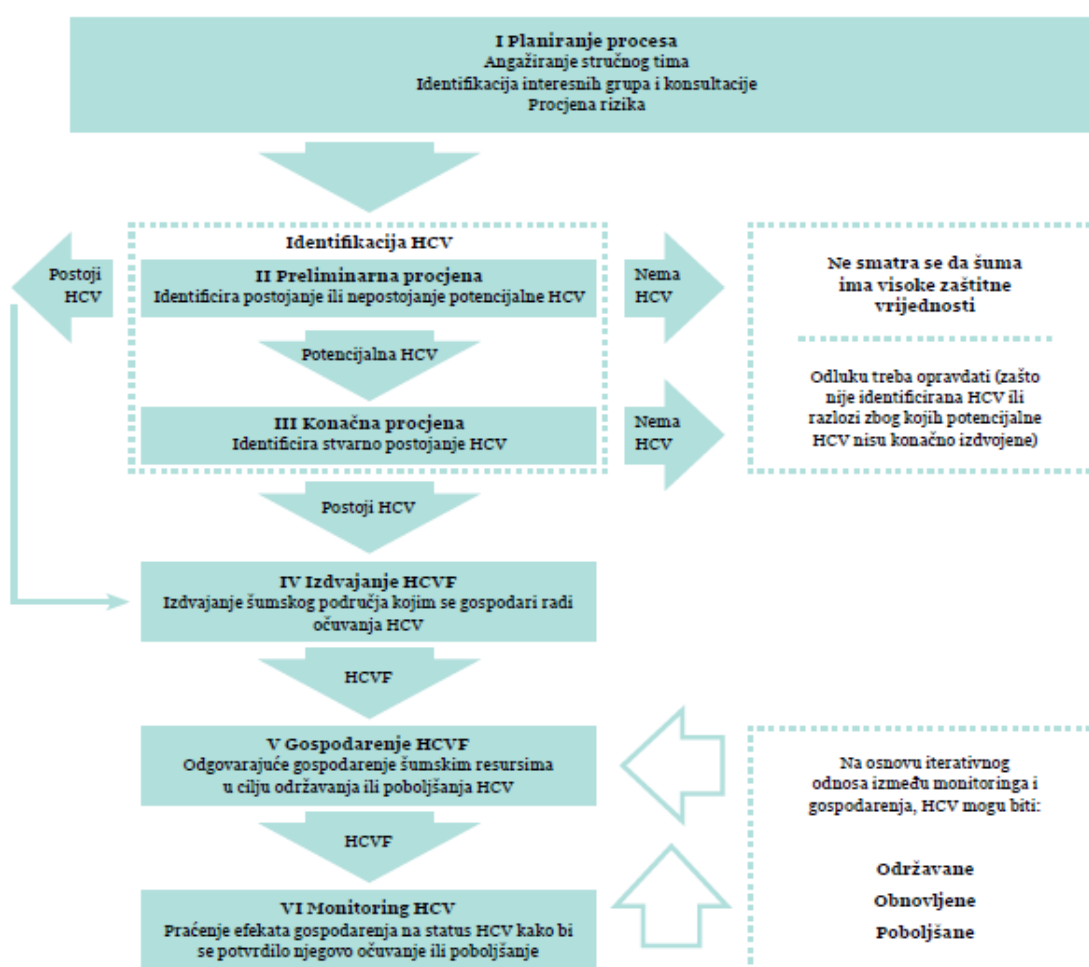 I Planiranje procesa
Angažiranje stručnog tima
Identifikacija interesnih grupa i konsultacije
Procjena rizika
Identifikacija HCV
Postoji
HCV
II Preliminarna procjena
Identificira postojanje ili nepostojanje potencijalne HCV
Nema
HCV
Ne smatra se da šuma
ima visoke zaštitne
vrijednosti
Potencijalna HCV
Odluku treba opravdati (zašto
nije identificirana HCV ili
razlozi zbog kojih potencijalne
HCV nisu konačno izdvojene)
III Konačna procjena
Identificira stvarno postojanje HCV
Nema
HCV
Postoji HCV
IV Izdvajanje HCVF
Izdvajanje šumskog područja kojim se gospodari radi
očuvanja HCV
HCVF
V Gospodarenje HCVF
Odgovarajuće gospodarenje šumskim resursima
u cilju održavanja ili poboljšanja HCV
Na osnovu iterativnog
odnosa između monitoringa i
gospodarenja, HCV mogu biti:
HCVF
Održavane
Obnovljene
Poboljšane
VI Monitoring HCV
Praćenje efekata gospodarenja na status HCV kako bi
se potvrdilo njegovo očuvanje ili poboljšanje